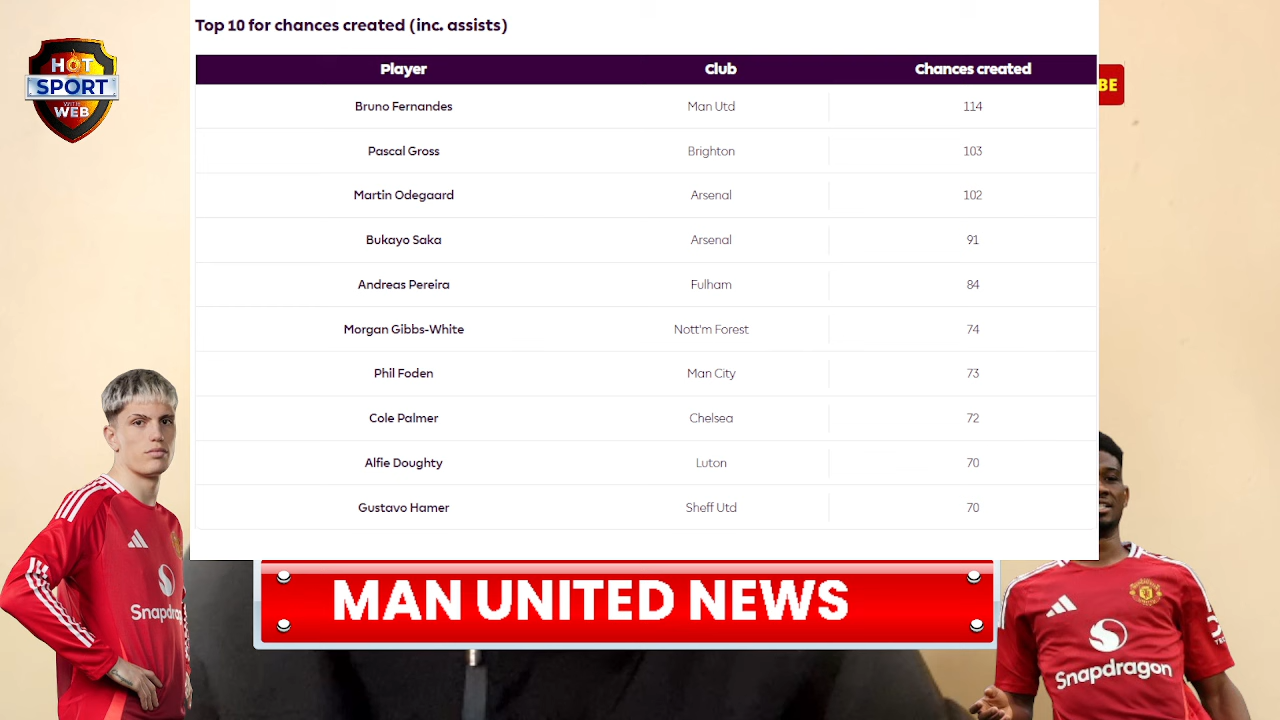 Top 10 for chances created (inc. assists)
HOT
SPORT
WITH
WEB
Player Club Chances created
BE
Bruno Fernandes Man Utd 114
Pascal Gross Brighton 103
Martin Odegaard Arsenal 102
Bukayo Saka Arsenal 91
Andreas Pereira Fulham 84
Morgan Gibbs-White Nott'm Forest 74
Phil Foden Man City 73
Cole Palmer Chelsea 72
Alfie Doughty Luton 70
Gustavo Hamer Sheff Utd 70
MAN UNITED NEWS
Snapdrag
Snapdragon